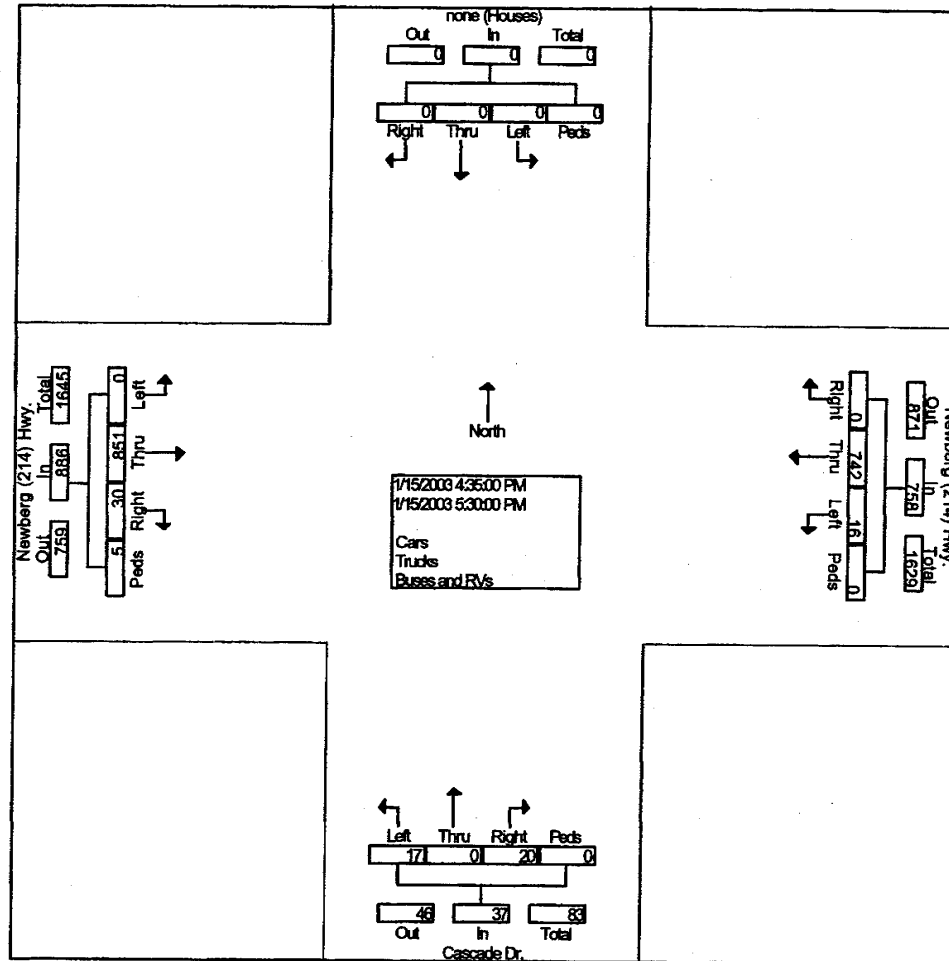 none (Houses)
Out In Total
0 0 0
0 0 0 0
Right Thru Left Peds
Newberg (214) Hwy.
Out In Total
759 886 1645
5 30 851 0
Peds Right Thru Left
North
1/15/2003 4:35:00 PM
1/15/2003 5:30:00 PM
Cars
Trucks
Buses and RVs
Right Thru Left Peds
0 742 16 0
Out In Total
871 758 1629
Newberg (214) Hwy.
Left Thru Right Peds
17 0 20 0
46 37 83
Out In Total
Cascade Dr.